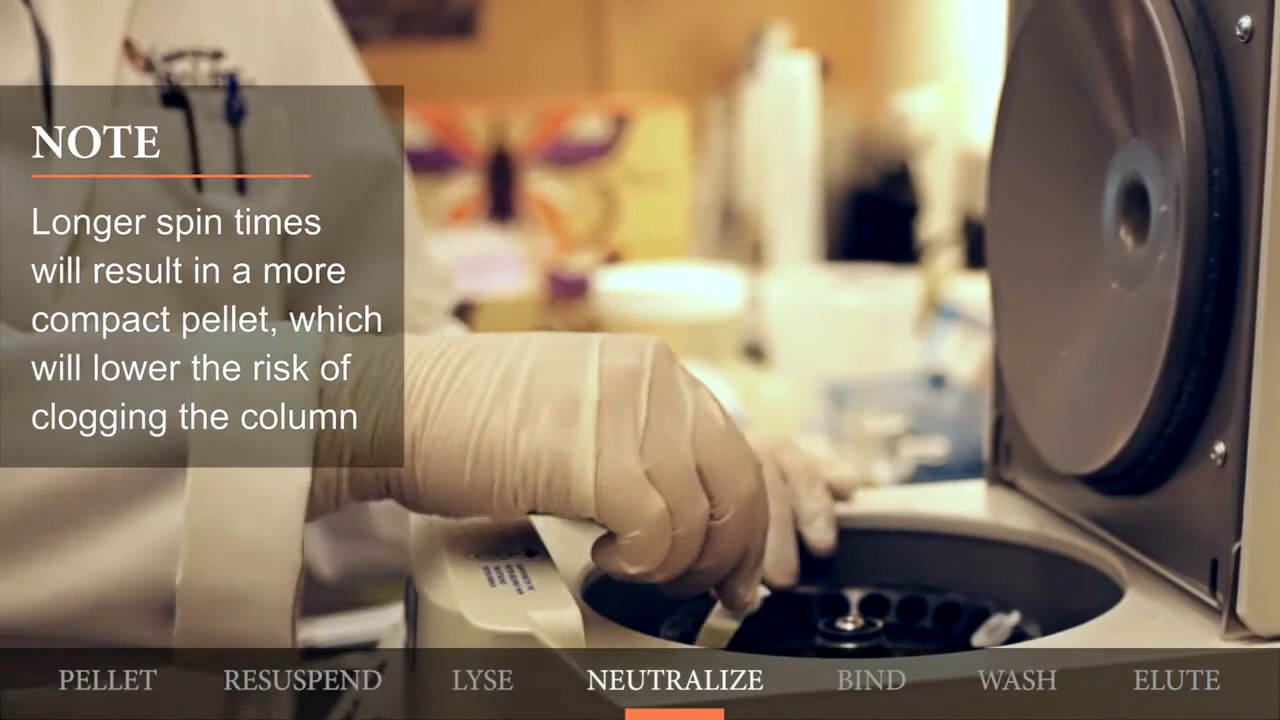 NOTE
Longer spin times
will result in a more
compact pellet, which
will lower the risk of
clogging the column
PELLET RESUSPEND LYSE NEUTRALIZE BIND WASH ELUTE